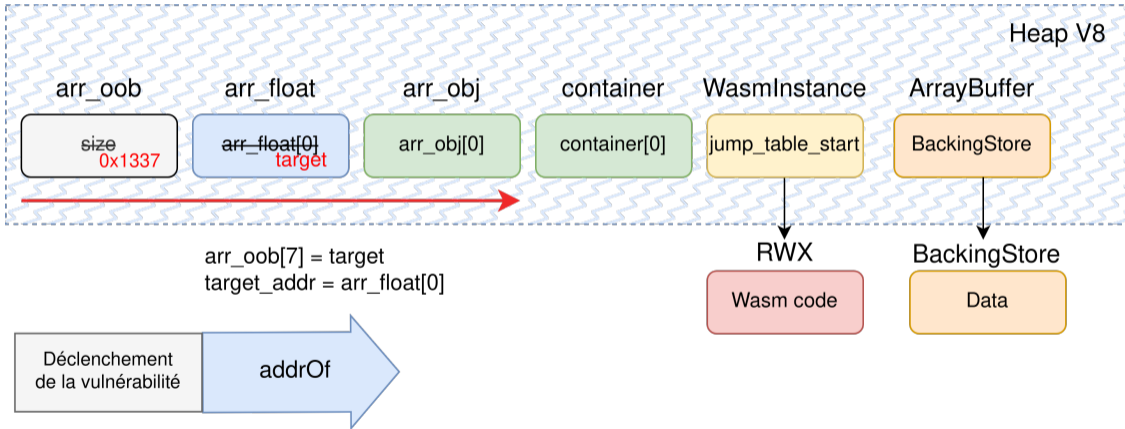 Heap V8
arr_oob
arr_float
arr_obj
container
WasmInstance
ArrayBuffer
size
0x1337
arr_float[0]
target
arr_obj[0]
container[0]
jump_table_start
BackingStore
arr_oob[7] = target
target_addr = arr_float[0]
RWX
BackingStore
Wasm code
Data
Déclenchement
de la vulnérabilité
addrOf